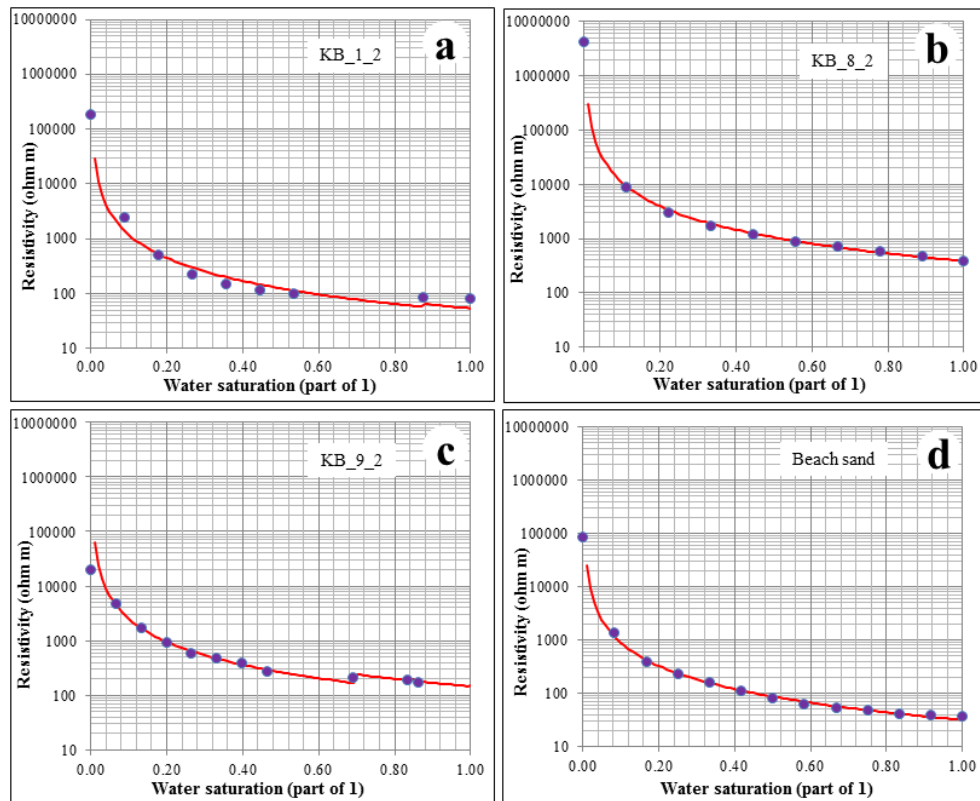 a
KB_1_2
Resistivity (ohm m)
10000000
1000000
100000
10000
1000
100
10
0.00 0.20 0.40 0.60 0.80 1.00
Water saturation (part of 1)
b
KB_8_2
Resistivity (ohm m)
10000000
1000000
100000
10000
1000
100
10
0.00 0.20 0.40 0.60 0.80 1.00
Water saturation (part of 1)
c
KB_9_2
Resistivity (ohm m)
10000000
1000000
100000
10000
1000
100
10
0.00 0.20 0.40 0.60 0.80 1.00
Water saturation (part of 1)
d
Beach sand
Resistivity (ohm m)
10000000
1000000
100000
10000
1000
100
10
0.00 0.20 0.40 0.60 0.80 1.00
Water saturation (part of 1)